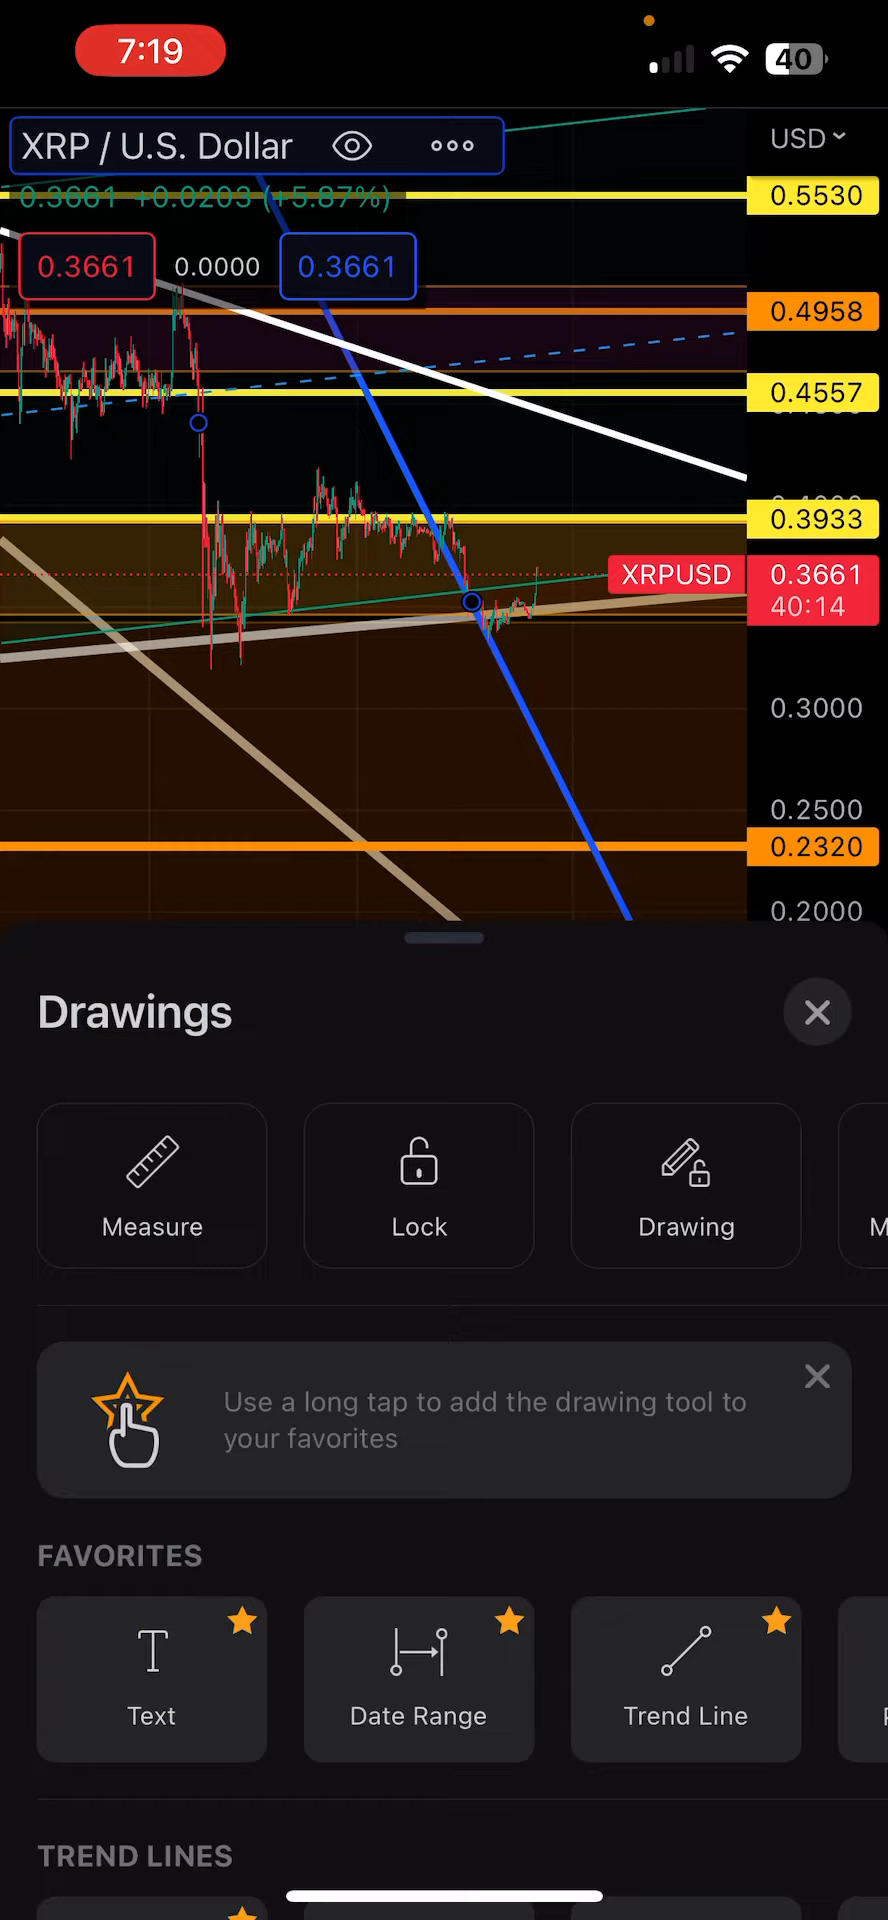 7:19
40
XRP / U.S. Dollar
USD
0.3661 +0.0203 (+5.87%)
0.5530
0.3661
0.0000
0.3661
0.4958
0.4557
0.3933
XRPUSD
0.3661
40:14
0.3000
0.2500
0.2320
0.2000
Drawings
Measure
Lock
Drawing
M
Use a long tap to add the drawing tool to
your favorites
FAVORITES
Text
Date Range
Trend Line
TREND LINES